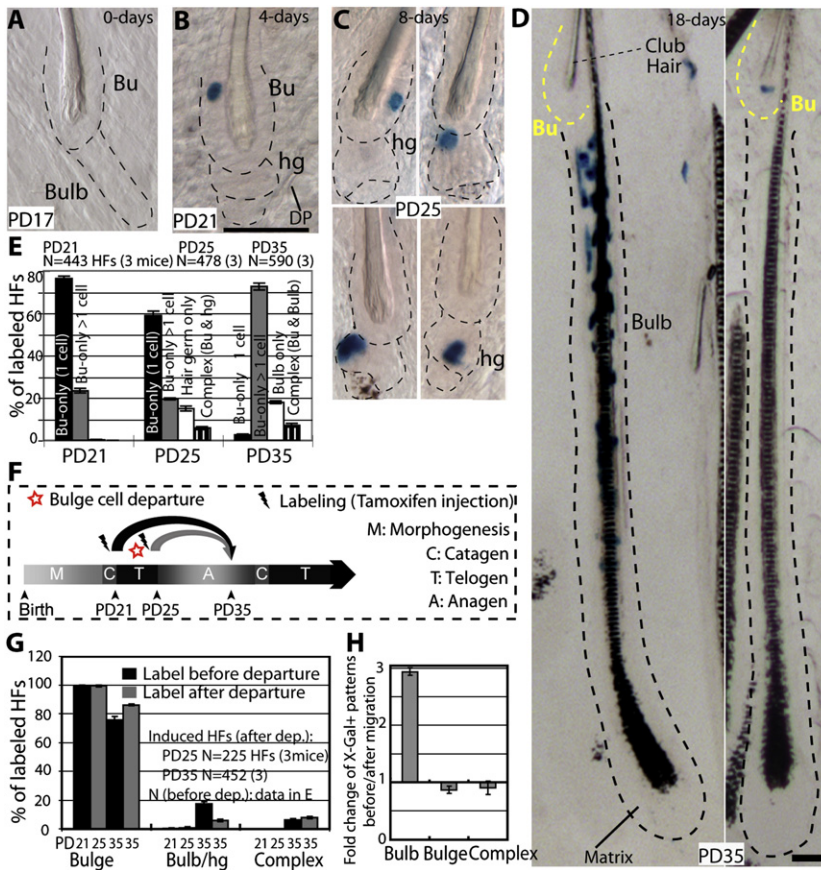 A
0-days
Bu
Bulb
PD17
B
4-days
Bu
hg
DP
PD21
C
8-days
hg
PD25
hg
D
18-days
Club
Hair
Bu
Bu
Bulb
Matrix
PD35
E
PD21
N=443 HFs (3 mice)
PD25
N=478 (3)
PD35
N=590 (3)
% of labeled HFs
80
60
40
20
0
Bu-only (1 cell)
Bu-only >1 cell
Bu-only (1 cell)
Bu-only >1 cell
Hair germ only
Complex (Bu & hg)
Bu-only 1 cell
Bu-only > 1 cell
Bulb only
Complex (Bu & Bulb)
PD21 PD25 PD35
F
Bulge cell departure
Labeling (Tamoxifen injection)
M: Morphogenesis
C: Catagen
T: Telogen
A: Anagen
M C T A C T
Birth PD21 PD25 PD35
G
% of labeled HFs
120
100
80
60
40
20
0
Label before departure
Label after departure
Induced HFs (after dep.):
PD25 N=225 HFs (3mice)
PD35 N=452 (3)
N (before dep.): data in E
PD 21 25 35 35 21 25 35 35 21 25 35 35
Bulge Bulb/hg Complex
H
Fold change of X-Gal+ patterns
before/after migration
3
2
1
0
Bulb Bulge Complex